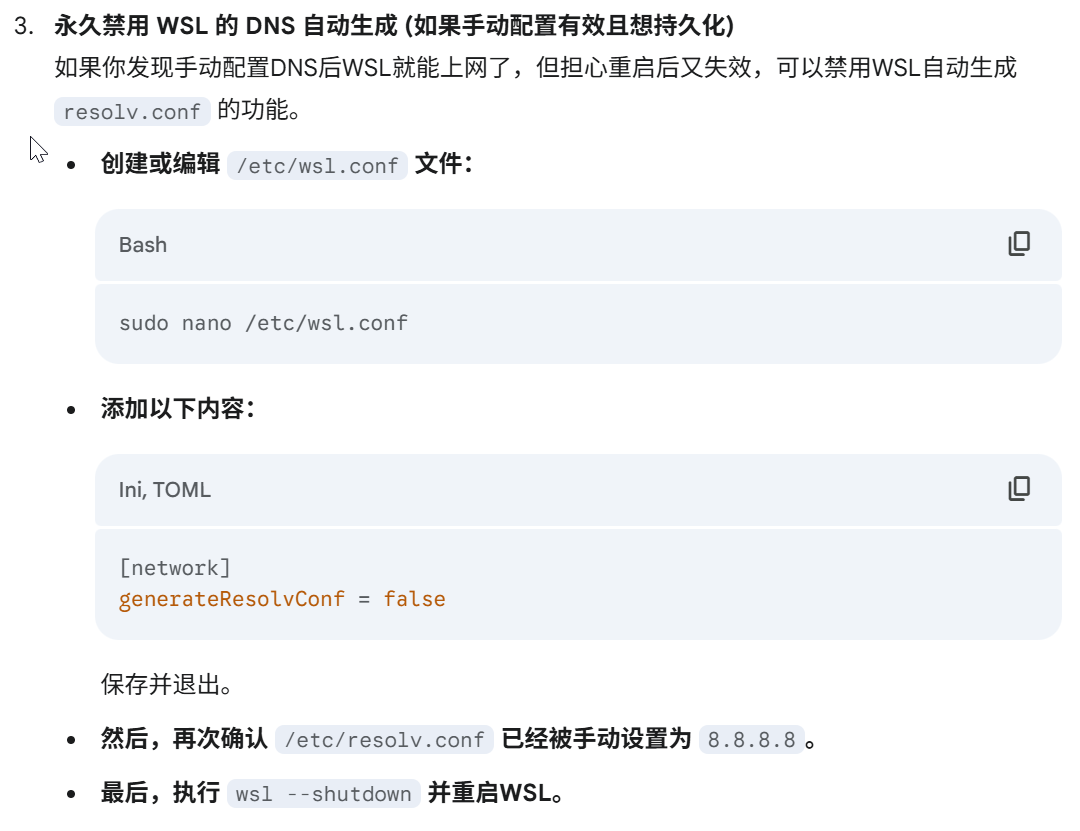 3. 永久禁用 WSL 的 DNS 自动生成 (如果手动配置有效且想持久化)
如果你发现手动配置DNS后WSL就能上网了，但担心重启后又失效，可以禁用WSL自动生成
resolv.conf 的功能。
• 创建或编辑 /etc/wsl.conf 文件：
Bash
sudo nano /etc/wsl.conf
• 添加以下内容：
Ini, TOML
[network]
generateResolvConf = false
保存并退出。
• 然后，再次确认 /etc/resolv.conf 已经被手动设置为 8.8.8.8 。
• 最后，执行 wsl --shutdown 并重启WSL。